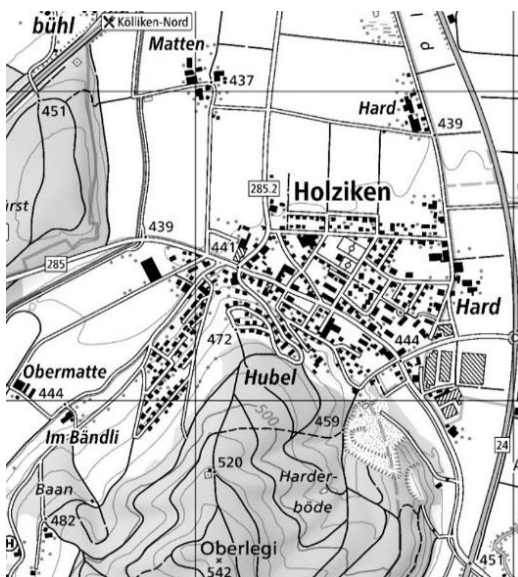 bühl
Kölliken-Nord
Matten
437
451
Hard
439
285.2
Holziken
439
441
285
Hard
472
444
Obermatte
444
Hubel
459
Im Bändli
500
24
520
Baan
Harder-
böde
482
H
Oberlegi
542
451